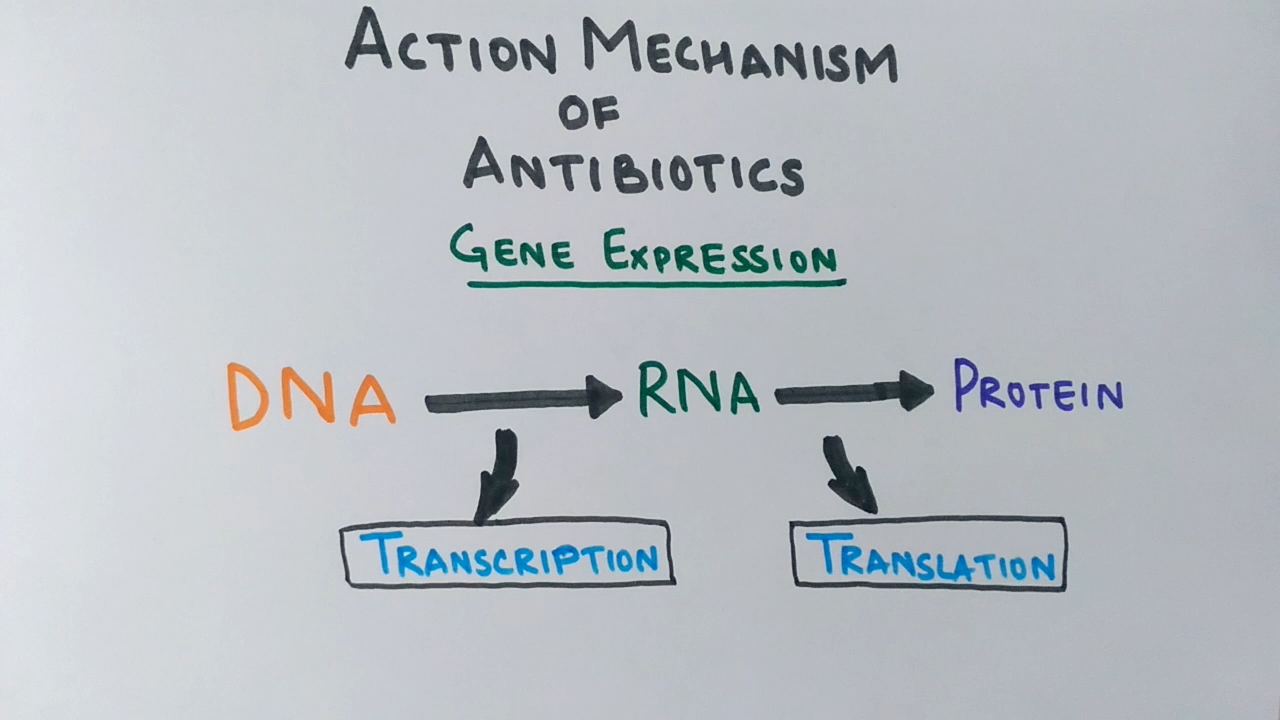 ACTION MECHANISM
OF
ANTIBIOTICS
GENE EXPRESSION
DNA RNA PROTEIN
TRANSCRIPTION TRANSLATION